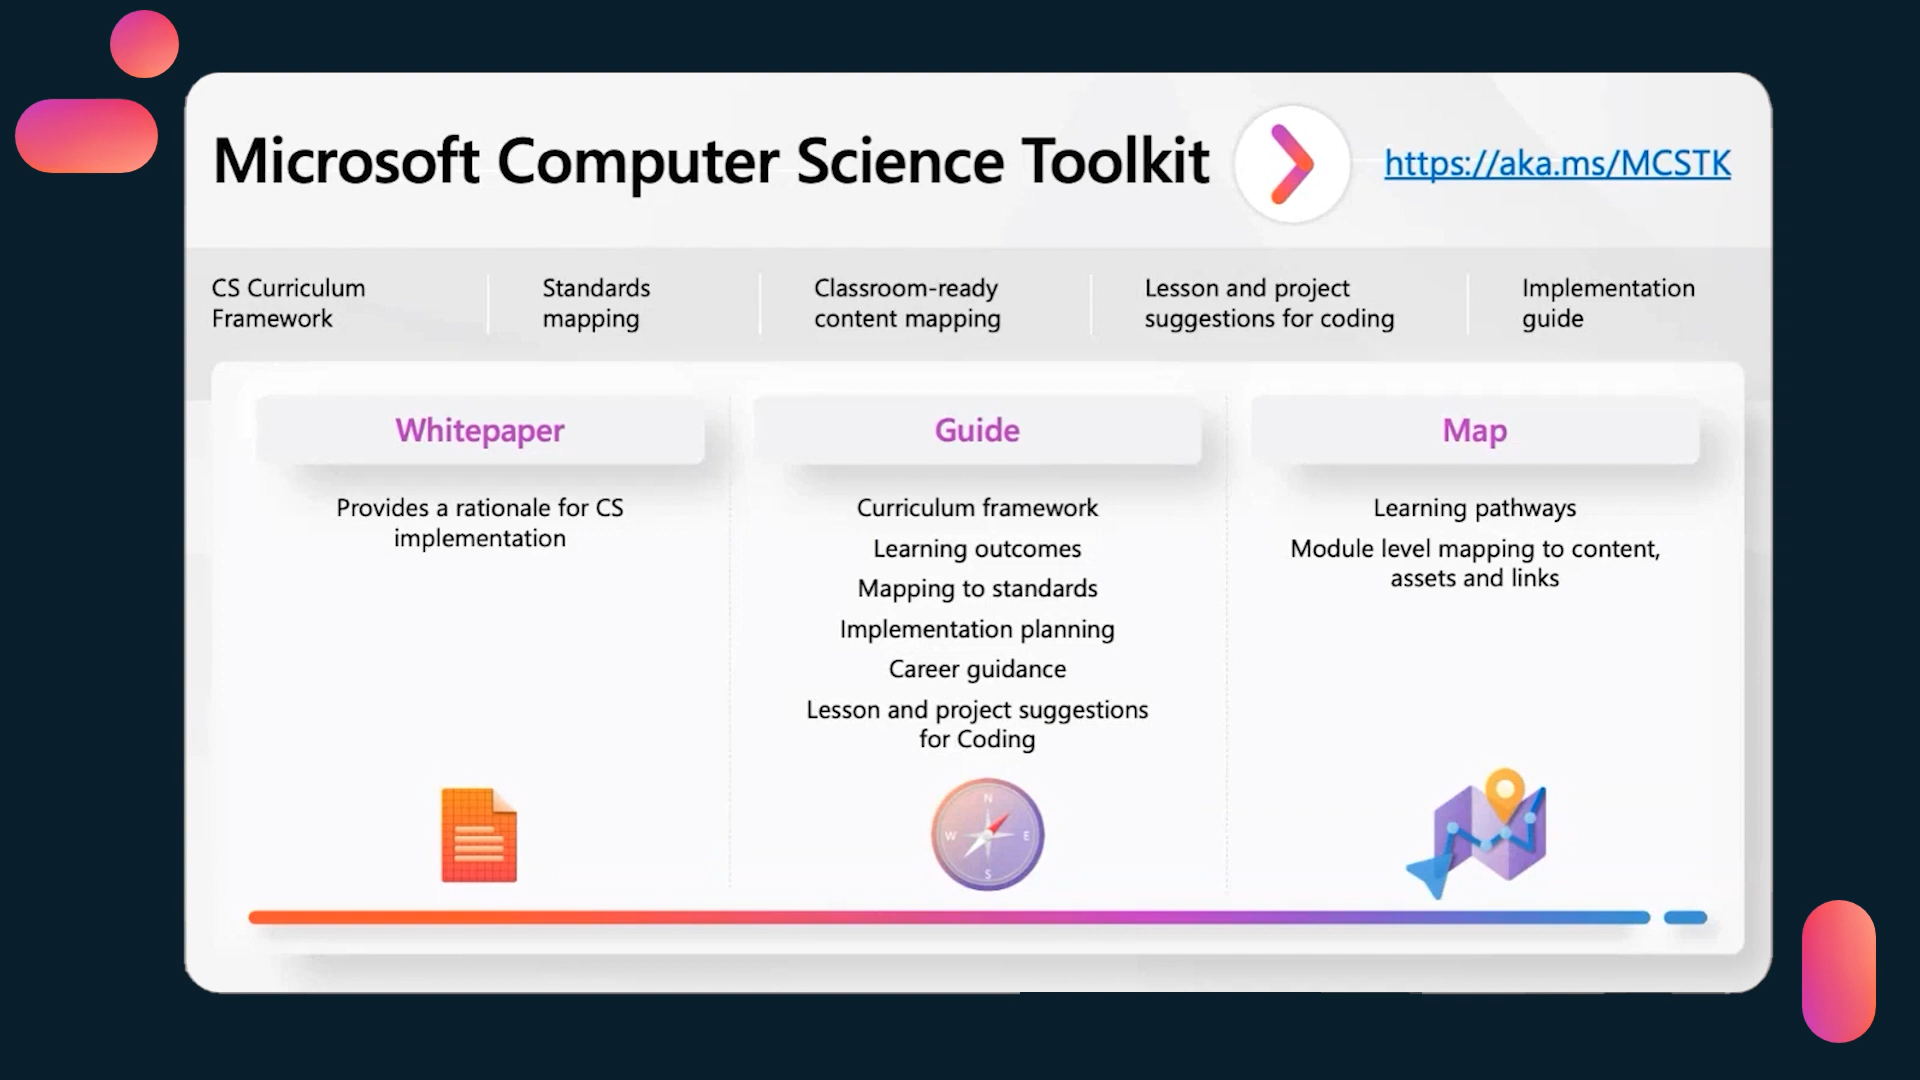 Microsoft Computer Science Toolkit
https://aka.ms/MCSTK
CS Curriculum
Framework
Standards
mapping
Classroom-ready
content mapping
Lesson and project
suggestions for coding
Implementation
guide
Whitepaper
Provides a rationale for CS
implementation
Guide
Curriculum framework
Learning outcomes
Mapping to standards
Implementation planning
Career guidance
Lesson and project suggestions
for Coding
N
W
E
S
Map
Learning pathways
Module level mapping to content,
assets and links